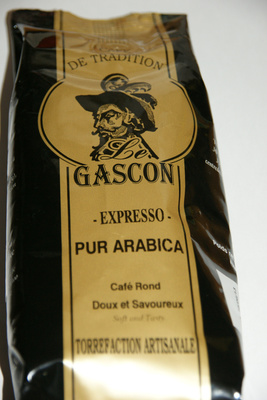 DE TRADITION
Le
GASCON
- EXPRESSO -
PUR ARABICA
Café Rond
Doux et Savoureux
Soft and Tasty
TORREFACTION ARTISANALE